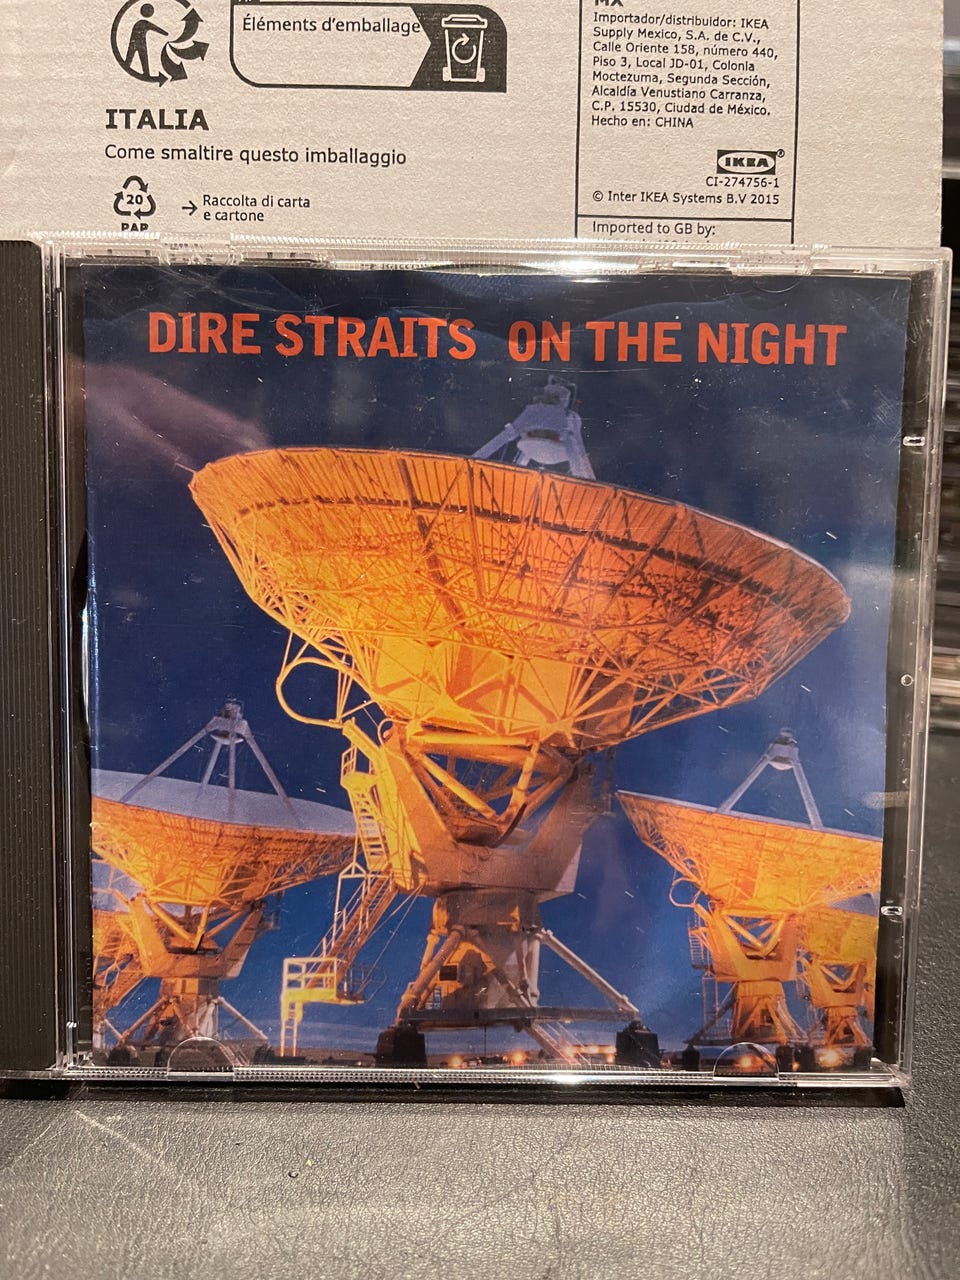 Éléments d'emballage
ITALIA
Come smaltire questo imballaggio
20
PAP
Raccolta di carta
e cartone
MX
Importador/distribuidor: IKEA
Supply Mexico, S.A. de C.V.,
Calle Oriente 158, número 440,
Piso 3, Local JD-01, Colonia
Moctezuma, Segunda Sección,
Alcaldía Venustiano Carranza,
C.P. 15530, Ciudad de México.
Hecho en: CHINA
IKEA®
CI-274756-1
© Inter IKEA Systems B.V 2015
Imported to GB by:
DIRE STRAITS ON THE NIGHT